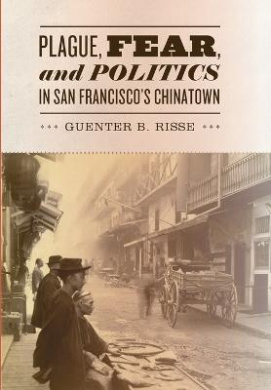 PLAGUE, FEAR,
and POLITICS
IN SAN FRANCISCO'S CHINATOWN
GUENTER B. RISSE